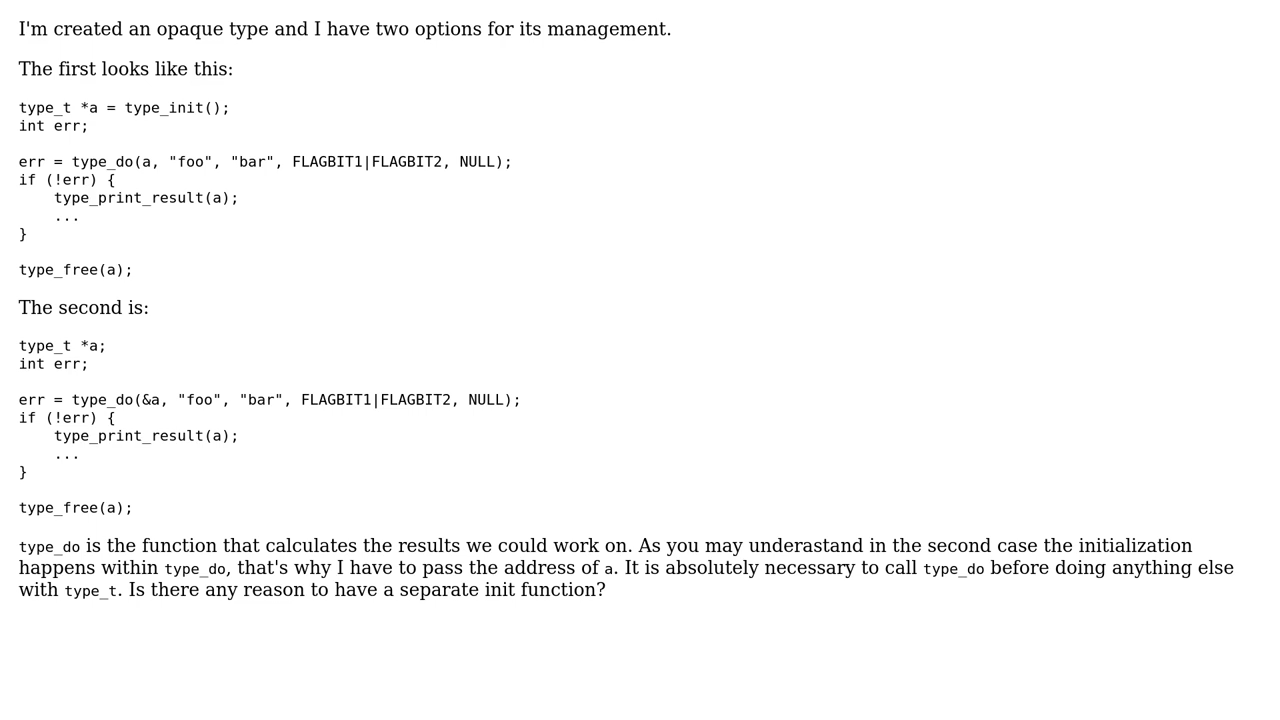 I'm created an opaque type and I have two options for its management.
The first looks like this:
type_t *a = type_init();
int err;
err = type_do(a, "foo", "bar", FLAGBIT1|FLAGBIT2, NULL);
if (!err) {
    type_print_result(a);
    ...
}
type_free(a);
The second is:
type_t *a;
int err;
err = type_do(&a, "foo", "bar", FLAGBIT1|FLAGBIT2, NULL);
if (!err) {
    type_print_result(a);
    ...
}
type_free(a);
type_do is the function that calculates the results we could work on. As you may underastand in the second case the initialization
happens within type_do, that's why I have to pass the address of a. It is absolutely necessary to call type_do before doing anything else
with type_t. Is there any reason to have a separate init function?